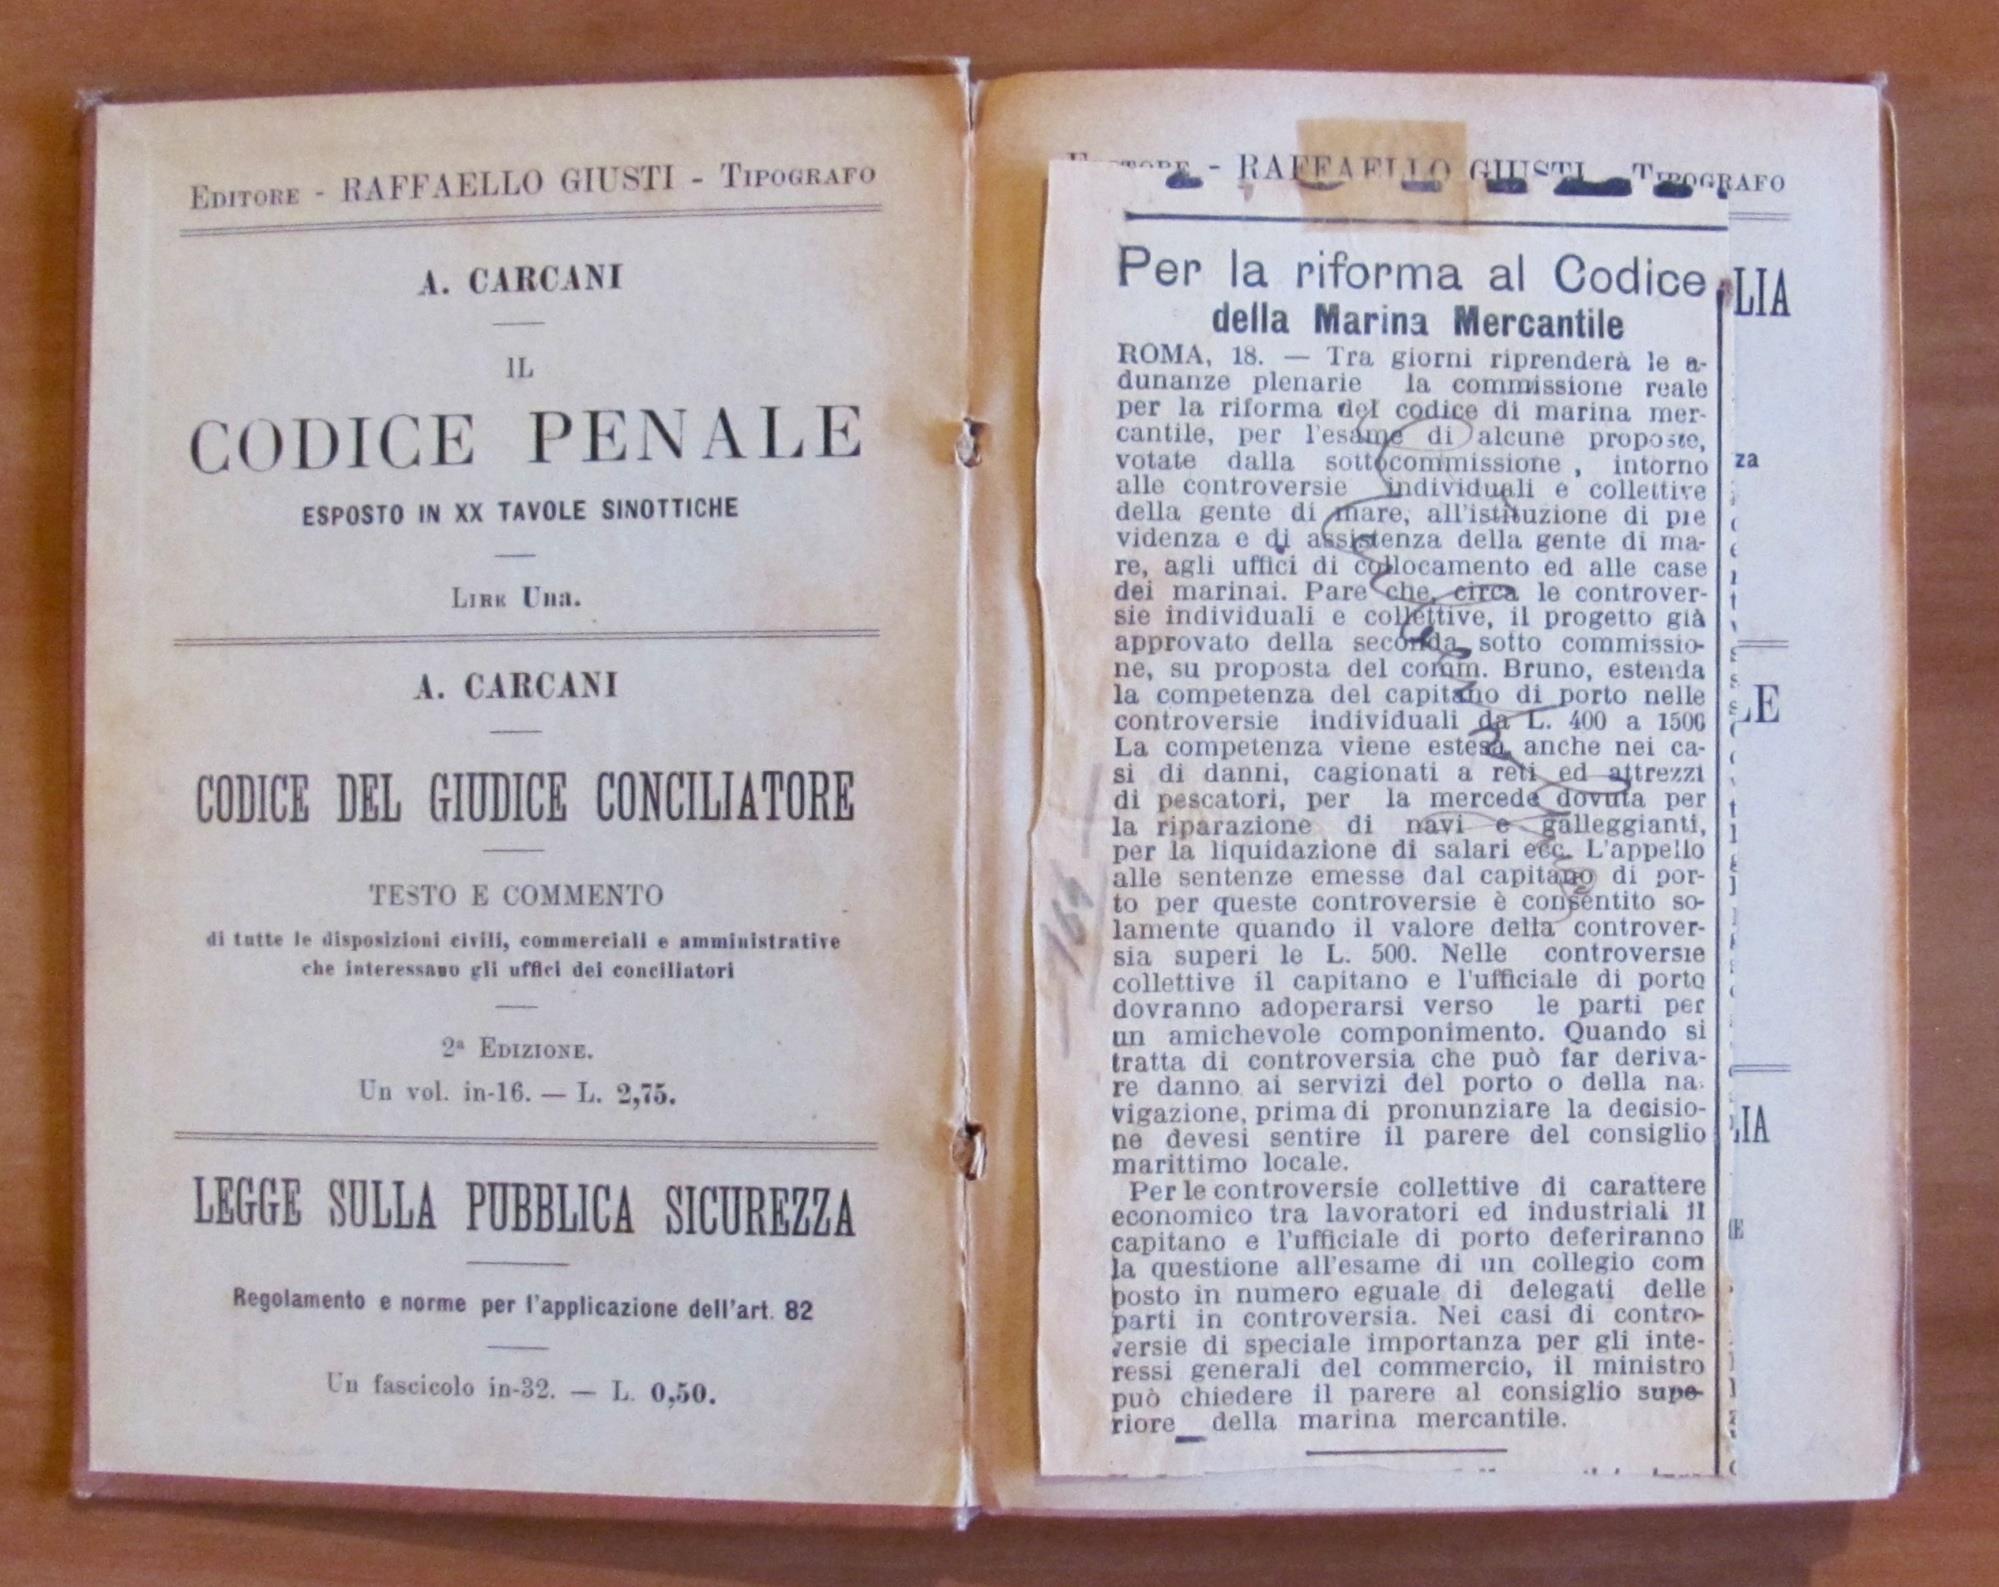 Editore - RAFFAELLO GIUSTI - Tipografo
A. CARCANI
IL
CODICE PENALE
ESPOSTO IN XX TAVOLE SINOTTICHE
Lire Una.
A. CARCANI
CODICE DEL GIUDICE CONCILIATORE
TESTO E COMMENTO
di tutte le disposizioni civili, commerciali e amministrative
che interessano gli uffici dei conciliatori
2ª Edizione.
Un vol. in-16. — L. 2,75.
LEGGE SULLA PUBBLICA SICUREZZA
Regolamento e norme per l'applicazione dell'art. 82
Un fascicolo in-32. — L. 0,50.
Editore - RAFFAELLO GIUSTI - Tipografo
Per la riforma al Codice
della Marina Mercantile
ROMA, 18. — Tra giorni riprenderà le a-
dunanze plenarie la commissione reale
per la riforma del codice di marina mer-
cantile, per l'esame di alcune proposte,
votate dalla sottocommissione, intorno
alle controversie individuali e collettive
della gente di mare, all'istituzione di pre
videnza e di assistenza della gente di ma-
re, agli uffici di collocamento ed alle case
dei marinai. Pare che, circa le controver-
sie individuali e collettive, il progetto già
approvato della seconda sotto commissio-
ne, su proposta del comm. Bruno, estenda
la competenza del capitano di porto nelle
controversie individuali da L. 400 a 1500
La competenza viene estesa anche nei ca-
si di danni, cagionati a reti ed attrezzi
di pescatori, per la mercede dovuta per
la riparazione di navi e galleggianti,
per la liquidazione di salari ecc. L'appello
alle sentenze emesse dal capitano di por-
to per queste controversie è consentito so-
lamente quando il valore della controver-
sia superi le L. 500. Nelle controversie
collettive il capitano e l'ufficiale di porto
dovranno adoperarsi verso le parti per
un amichevole componimento. Quando si
tratta di controversia che può far deriva-
re danno ai servizi del porto o della na-
vigazione, prima di pronunziare la decisio-
ne devesi sentire il parere del consiglio
marittimo locale.
Per le controversie collettive di carattere
economico tra lavoratori ed industriali il
capitano e l'ufficiale di porto deferiranno
la questione all'esame di un collegio com
posto in numero eguale di delegati delle
parti in controversia. Nei casi di contro-
versie di speciale importanza per gli inte-
ressi generali del commercio, il ministro
può chiedere il parere al consiglio supe-
riore della marina mercantile.
LIA
za
LE
LIA